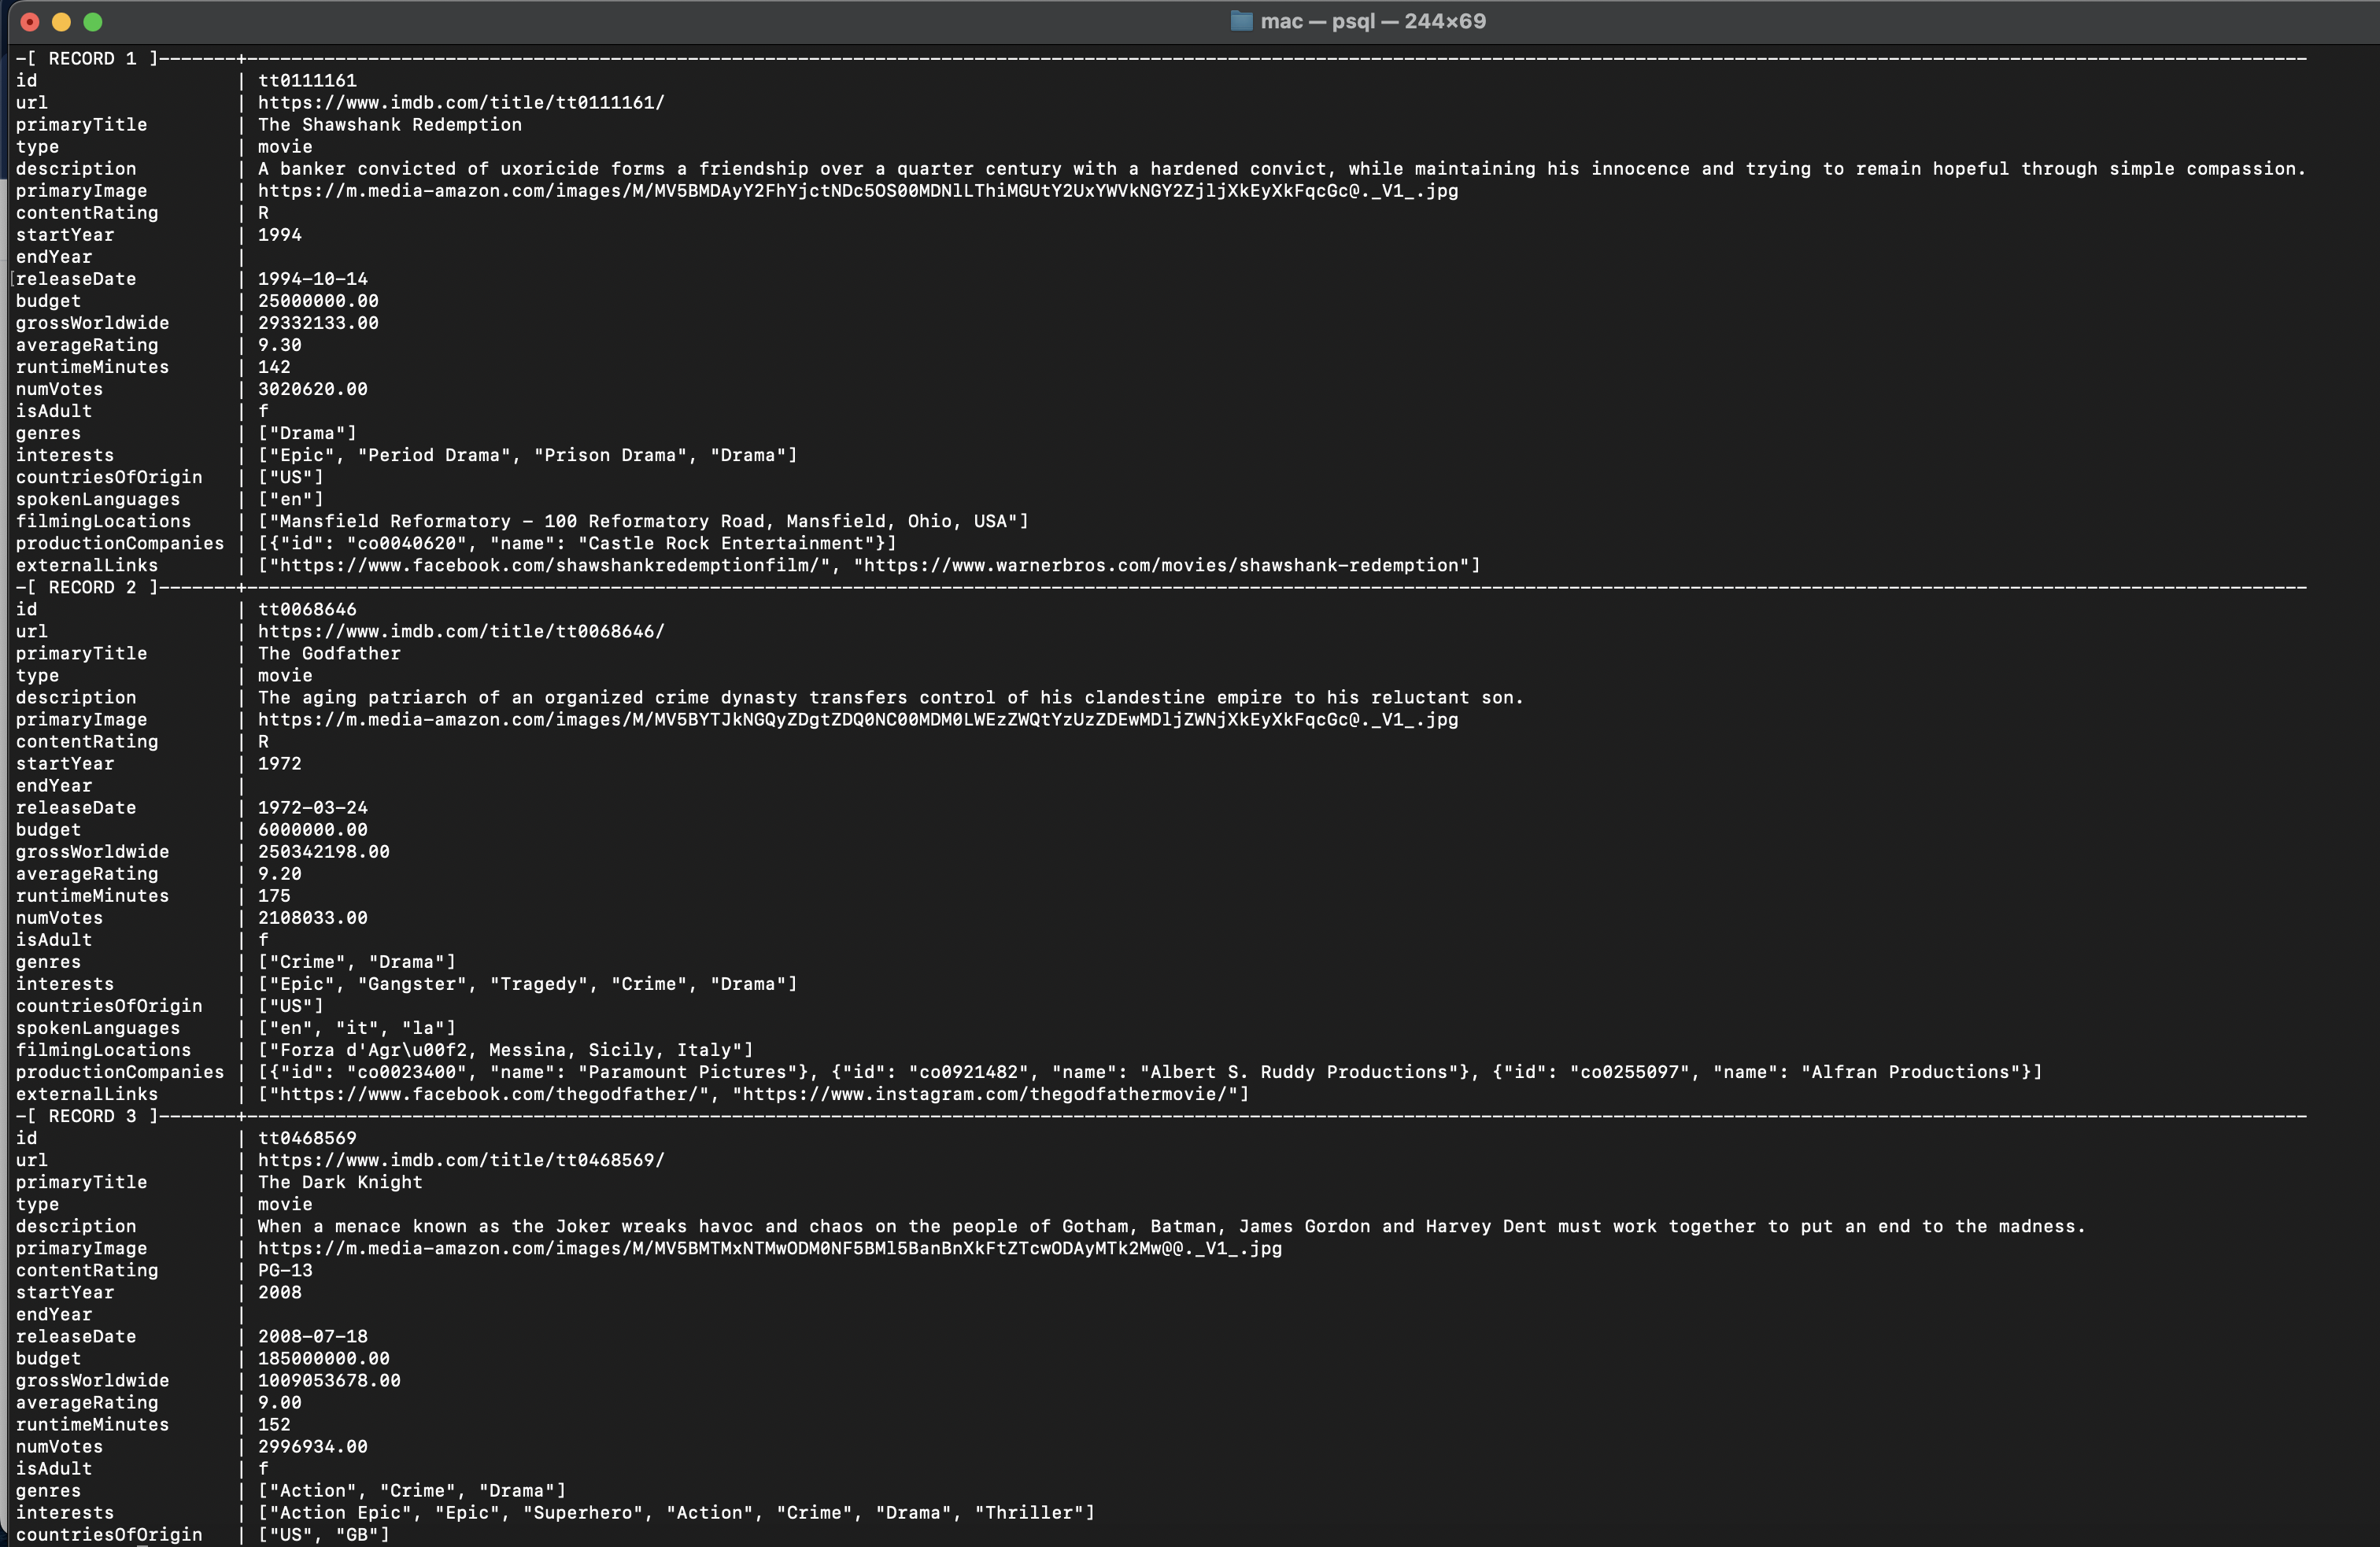 mac — psql — 244×69
-[ RECORD 1 ]-------+--------------------------------------------------------------------------------------------------------------------------------------------------------------------------------------------
id                  | tt0111161
url                 | https://www.imdb.com/title/tt0111161/
primaryTitle        | The Shawshank Redemption
type                | movie
description         | A banker convicted of uxoricide forms a friendship over a quarter century with a hardened convict, while maintaining his innocence and trying to remain hopeful through simple compassion.
primaryImage        | https://m.media-amazon.com/images/M/MV5BMDAyY2FhYjctNDc5OS00MDNlLThiMGUtY2UxYWVkNGY2ZjljXkEyXkFqcGc@._V1_.jpg
contentRating       | R
startYear           | 1994
endYear             |
[releaseDate         | 1994-10-14
budget              | 25000000.00
grossWorldwide      | 29332133.00
averageRating       | 9.30
runtimeMinutes      | 142
numVotes            | 3020620.00
isAdult             | f
genres              | ["Drama"]
interests           | ["Epic", "Period Drama", "Prison Drama", "Drama"]
countriesOfOrigin   | ["US"]
spokenLanguages     | ["en"]
filmingLocations    | ["Mansfield Reformatory - 100 Reformatory Road, Mansfield, Ohio, USA"]
productionCompanies | [{"id": "co0040620", "name": "Castle Rock Entertainment"}]
externalLinks       | ["https://www.facebook.com/shawshankredemptionfilm/", "https://www.warnerbros.com/movies/shawshank-redemption"]
-[ RECORD 2 ]-------+--------------------------------------------------------------------------------------------------------------------------------------------------------------------------------------------
id                  | tt0068646
url                 | https://www.imdb.com/title/tt0068646/
primaryTitle        | The Godfather
type                | movie
description         | The aging patriarch of an organized crime dynasty transfers control of his clandestine empire to his reluctant son.
primaryImage        | https://m.media-amazon.com/images/M/MV5BYTJkNGQyZDgtZDQ0NC00MDM0LWEzZWQtYzUzZDEwMDljZWNjXkEyXkFqcGc@._V1_.jpg
contentRating       | R
startYear           | 1972
endYear             |
releaseDate         | 1972-03-24
budget              | 6000000.00
grossWorldwide      | 250342198.00
averageRating       | 9.20
runtimeMinutes      | 175
numVotes            | 2108033.00
isAdult             | f
genres              | ["Crime", "Drama"]
interests           | ["Epic", "Gangster", "Tragedy", "Crime", "Drama"]
countriesOfOrigin   | ["US"]
spokenLanguages     | ["en", "it", "la"]
filmingLocations    | ["Forza d'Agr\u00f2, Messina, Sicily, Italy"]
productionCompanies | [{"id": "co0023400", "name": "Paramount Pictures"}, {"id": "co0921482", "name": "Albert S. Ruddy Productions"}, {"id": "co0255097", "name": "Alfran Productions"}]
externalLinks       | ["https://www.facebook.com/thegodfather/", "https://www.instagram.com/thegodfathermovie/"]
-[ RECORD 3 ]-------+--------------------------------------------------------------------------------------------------------------------------------------------------------------------------------------------
id                  | tt0468569
url                 | https://www.imdb.com/title/tt0468569/
primaryTitle        | The Dark Knight
type                | movie
description         | When a menace known as the Joker wreaks havoc and chaos on the people of Gotham, Batman, James Gordon and Harvey Dent must work together to put an end to the madness.
primaryImage        | https://m.media-amazon.com/images/M/MV5BMTMxNTMwODM0NF5BMl5BanBnXkFtZTcwODAyMTk2Mw@@._V1_.jpg
contentRating       | PG-13
startYear           | 2008
endYear             |
releaseDate         | 2008-07-18
budget              | 185000000.00
grossWorldwide      | 1009053678.00
averageRating       | 9.00
runtimeMinutes      | 152
numVotes            | 2996934.00
isAdult             | f
genres              | ["Action", "Crime", "Drama"]
interests           | ["Action Epic", "Epic", "Superhero", "Action", "Crime", "Drama", "Thriller"]
countriesOfOrigin   | ["US", "GB"]